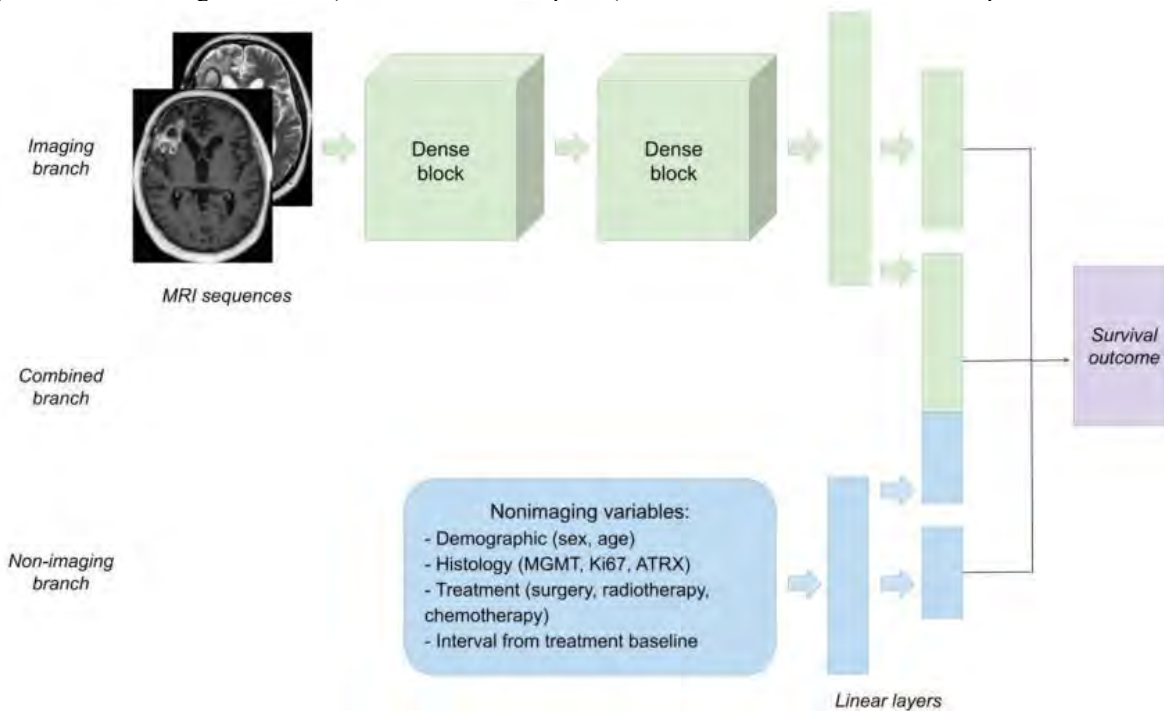 Imaging
branch
MRI sequences
Dense
block
Dense
block
Combined
branch
Survival
outcome
Non-imaging
branch
Nonimaging variables:
- Demographic (sex, age)
- Histology (MGMT, Ki67, ATRX)
- Treatment (surgery, radiotherapy,
chemotherapy)
- Interval from treatment baseline
Linear layers